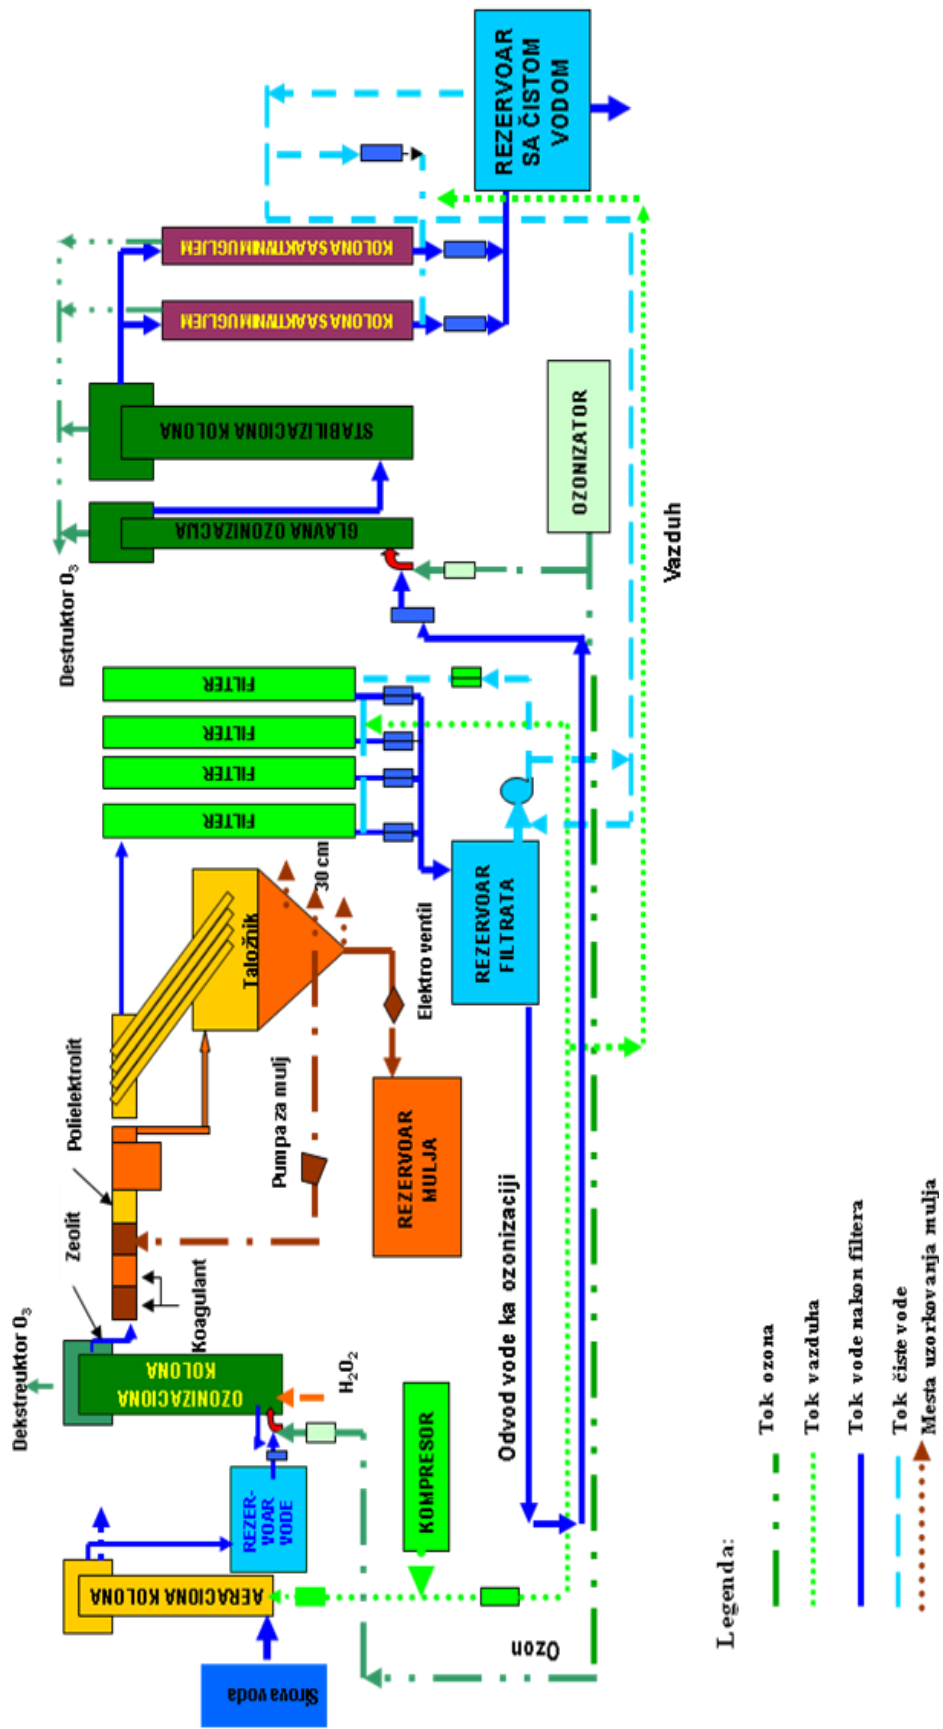 Sirova voda
AERACIONA KOLONA
REZER-
VOAR
VODE
Dekstreuktor O₃
OZONIZACIONA
KOLONA
H₂O₂
Ozon
KOMPRESOR
Zeolit
Polielektrolit
Koagulant
Pumpa za mulj
Taložnik
30 cm
Elektro ventil
REZERVOAR
MULJA
Odvod vode ka ozonizaciji
FILTER
FILTER
FILTER
FILTER
REZERVOAR
FILTRATA
Destruktor O₃
GLAVNA OZONIZACIJA
STABILIZACIONA KOLONA
KOLONA SA AKTIVNIM UGLJEM
KOLONA SA AKTIVNIM UGLJEM
OZONIZATOR
Vazduh
REZERVOAR
SA ČISTOM
VODOM
Legenda:
Tok ozona
Tok vazduha
Tok vode nakon filtera
Tok čiste vode
Mesta uzorkovanja mulja